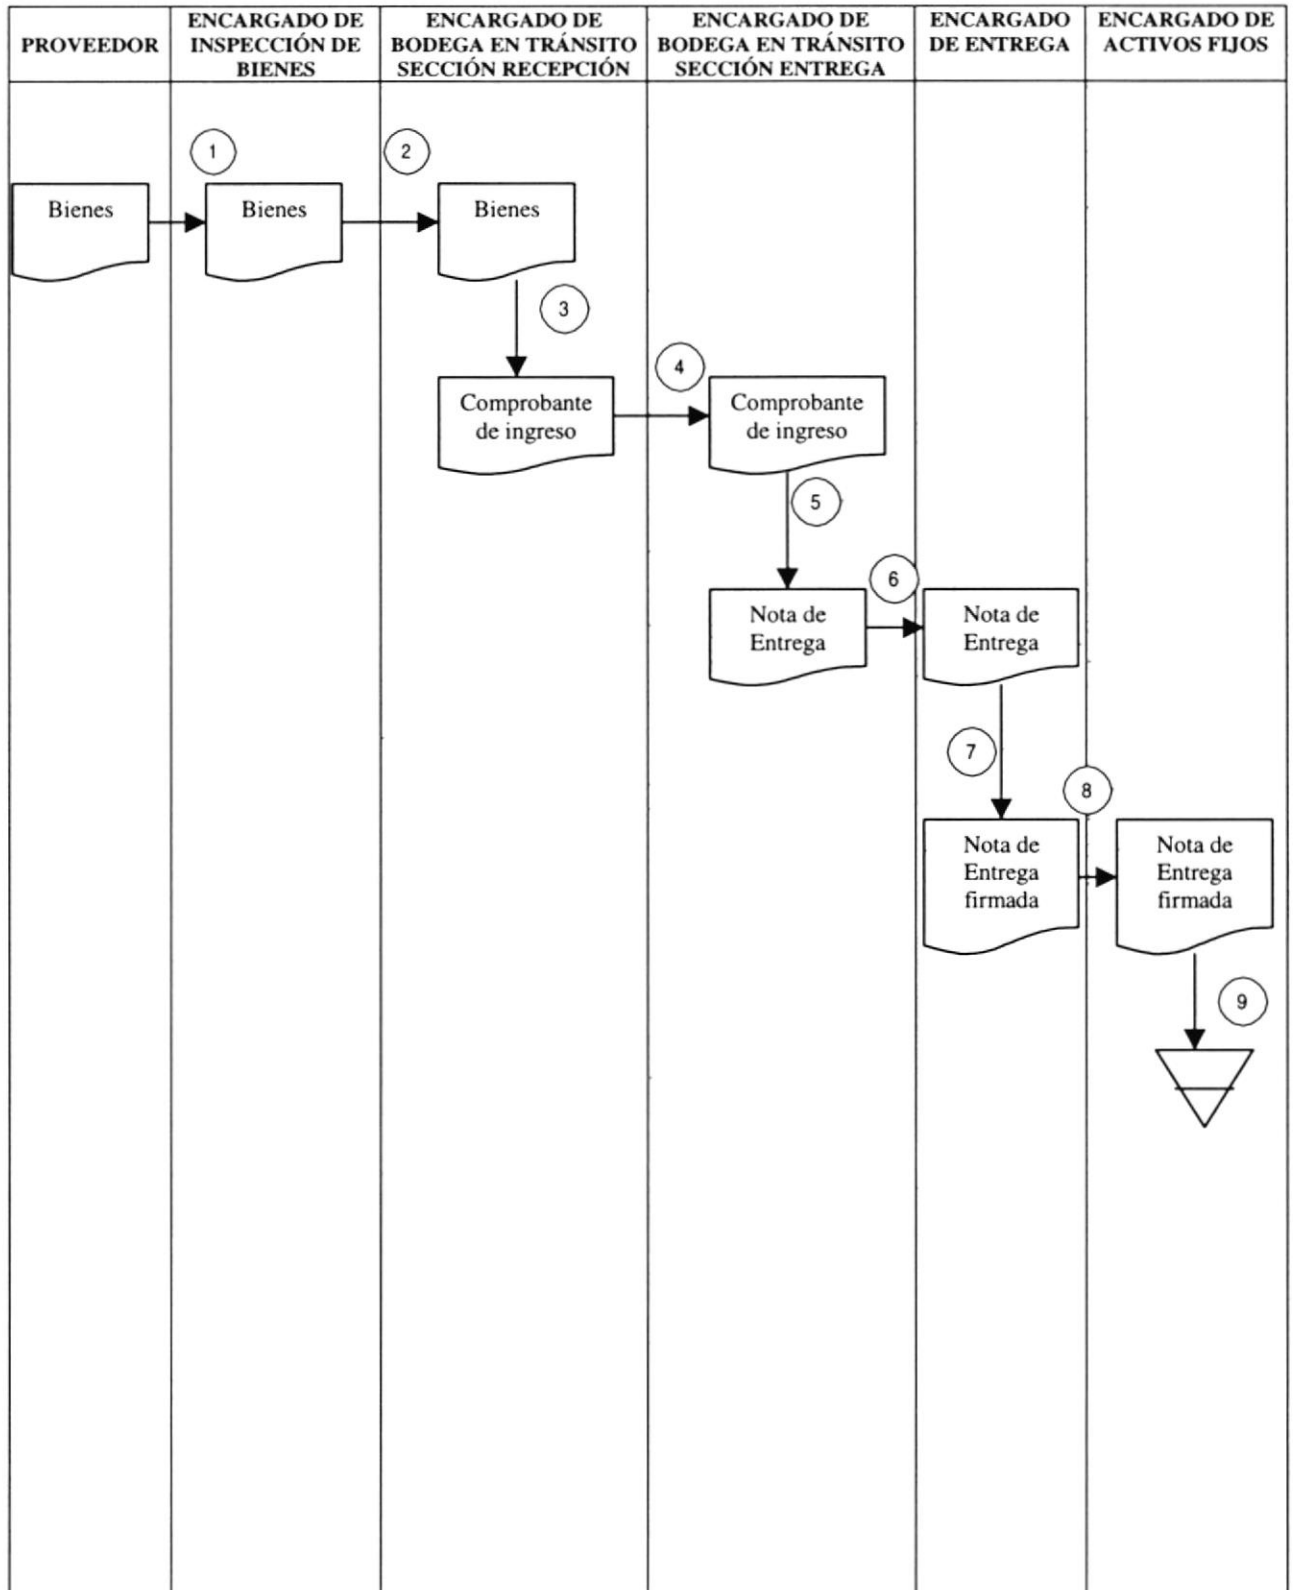 PROVEEDOR
ENCARGADO DE
INSPECCIÓN DE
BIENES
ENCARGADO DE
BODEGA EN TRÁNSITO
SECCIÓN RECEPCIÓN
ENCARGADO DE
BODEGA EN TRÁNSITO
SECCIÓN ENTREGA
ENCARGADO
DE ENTREGA
ENCARGADO DE
ACTIVOS FIJOS
1
2
Bienes
Bienes
Bienes
3
4
Comprobante
de ingreso
Comprobante
de ingreso
5
6
Nota de
Entrega
Nota de
Entrega
7
8
Nota de
Entrega
firmada
Nota de
Entrega
firmada
9